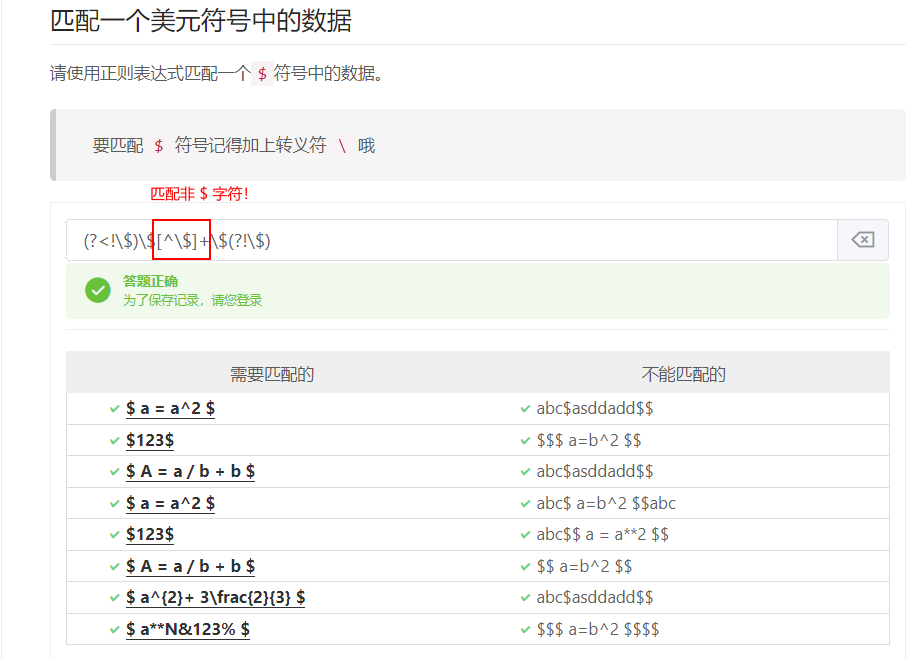 匹配一个美元符号中的数据
请使用正则表达式匹配一个 $ 符号中的数据。
要匹配 $ 符号记得加上转义符 \ 哦
匹配非 $ 字符!
(?<!\$)\$[^\$]+\$(?!\$)
答题正确
为了保存记录，请您登录
需要匹配的 不能匹配的
$ a = a^2 $ abc$asddadd$$
$123$ $$$ a=b^2 $$
$ A = a / b + b $ abc$asddadd$$
$ a = a^2 $ abc$ a=b^2 $$abc
$123$ abc$$ a = a**2 $$
$ A = a / b + b $ $$ a=b^2 $$
$ a^{2}+ 3\frac{2}{3} $ abc$asddadd$$
$ a**N&123% $ $$$ a=b^2 $$$$